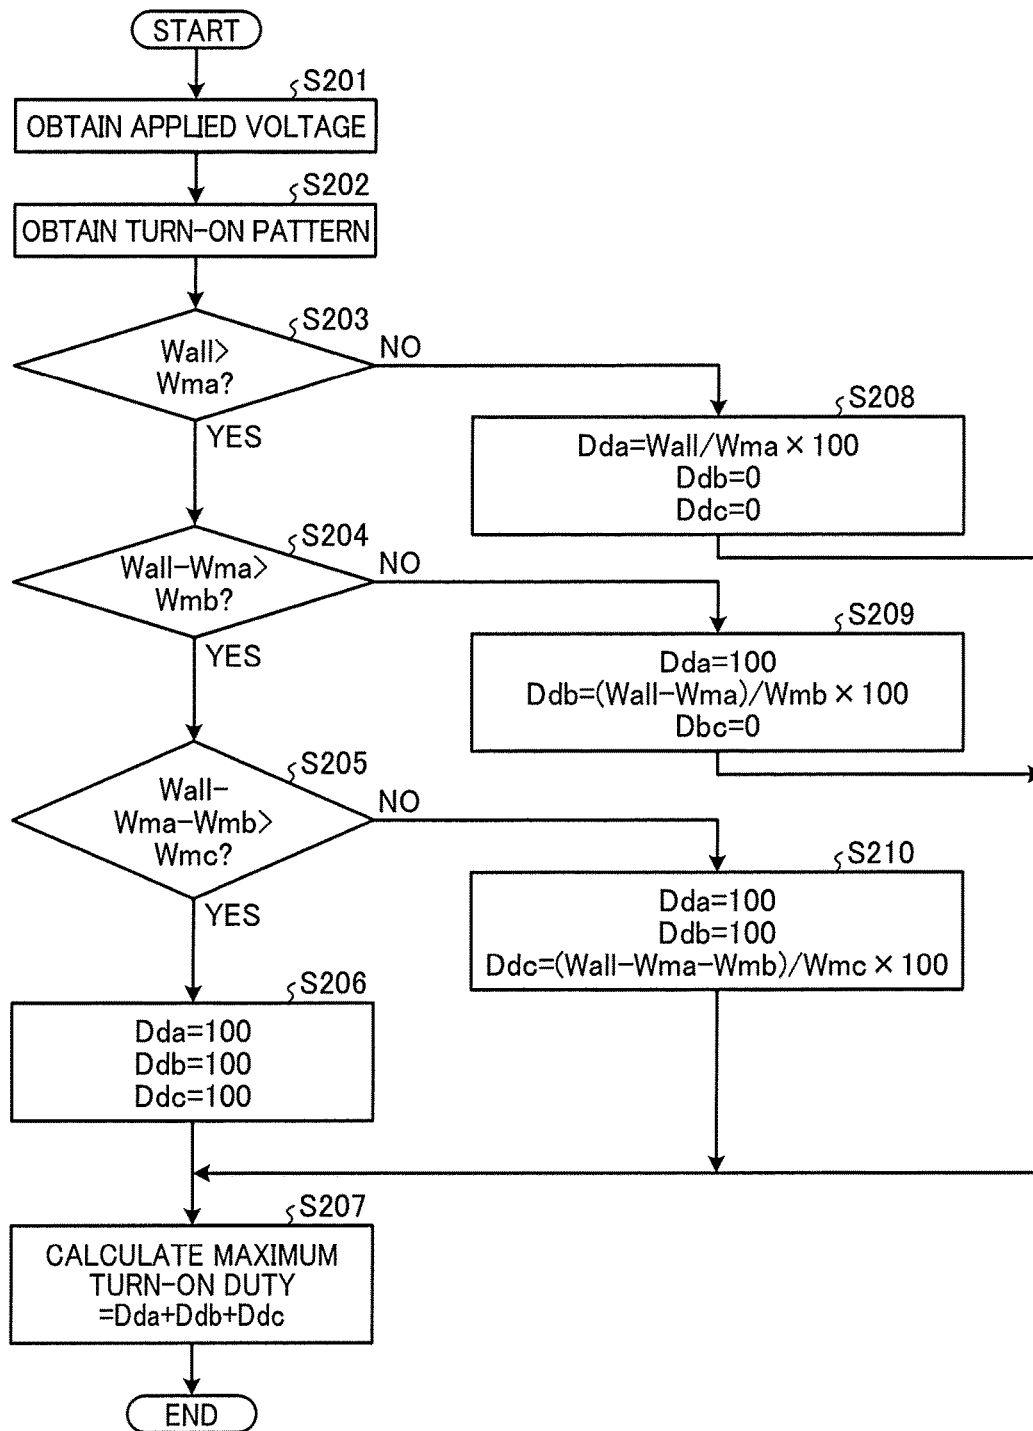 START
S201
OBTAIN APPLIED VOLTAGE
S202
OBTAIN TURN-ON PATTERN
S203
Wall>
Wma?
NO
YES
S208
Dda=Wall/Wma×100
Ddb=0
Ddc=0
S204
Wall-Wma>
Wmb?
NO
YES
S209
Dda=100
Ddb=(Wall-Wma)/Wmb×100
Dbc=0
S205
Wall-
Wma-Wmb>
Wmc?
NO
YES
S210
Dda=100
Ddb=100
Ddc=(Wall-Wma-Wmb)/Wmc×100
S206
Dda=100
Ddb=100
Ddc=100
S207
CALCULATE MAXIMUM
TURN-ON DUTY
=Dda+Ddb+Ddc
END